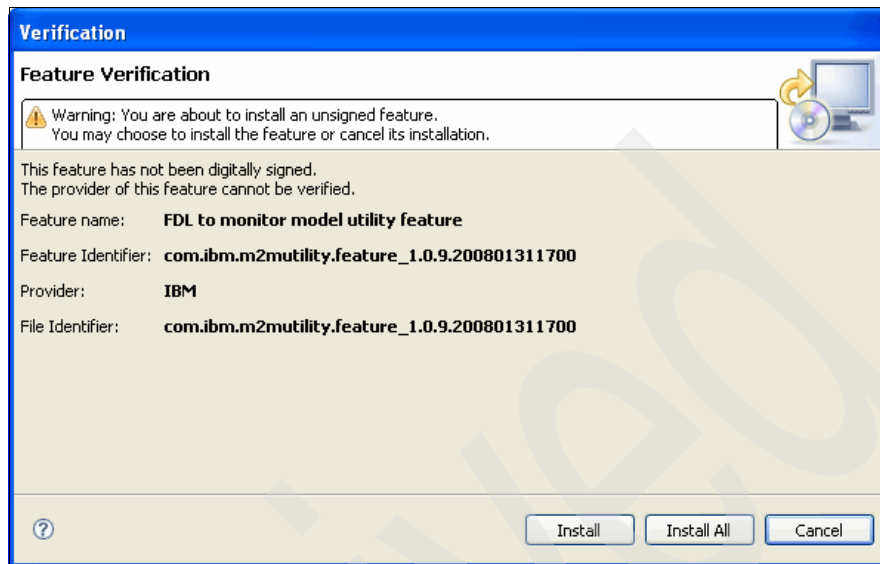 Verification
Feature Verification
Warning: You are about to install an unsigned feature.
You may choose to install the feature or cancel its installation.
This feature has not been digitally signed.
The provider of this feature cannot be verified.
Feature name: FDL to monitor model utility feature
Feature Identifier: com.ibm.m2mutility.feature_1.0.9.200801311700
Provider: IBM
File Identifier: com.ibm.m2mutility.feature_1.0.9.200801311700
? Install Install All Cancel